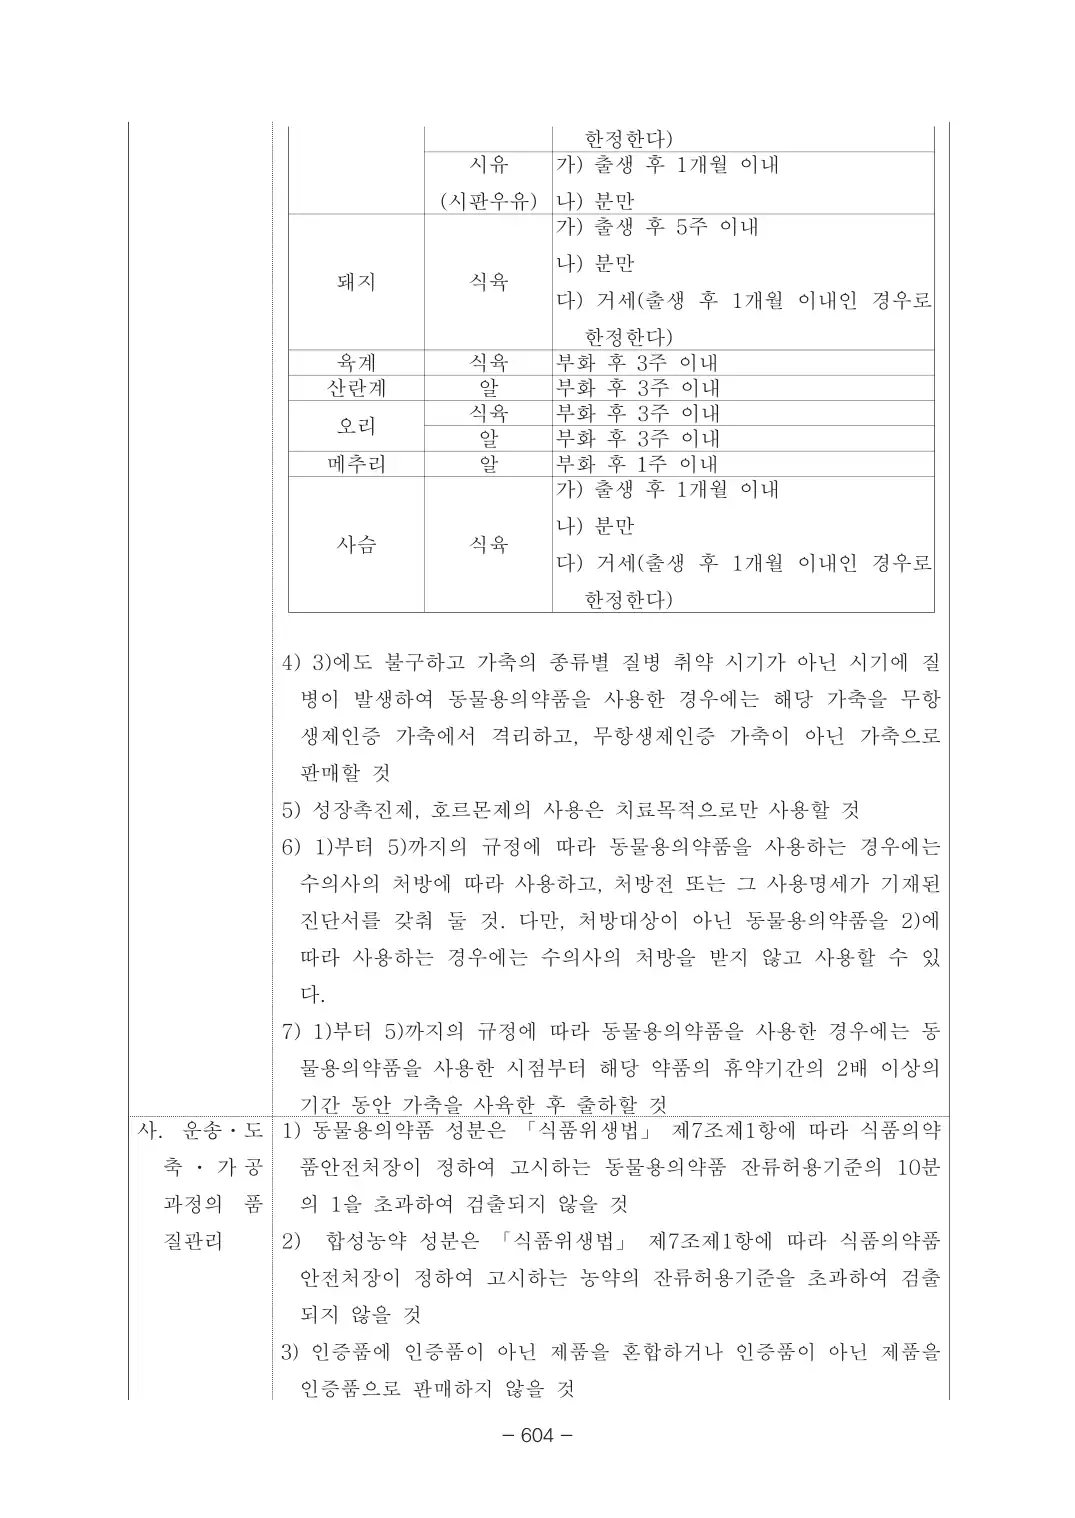 한정한다)
시유 가) 출생 후 1개월 이내
(시판우유) 나) 분만
가) 출생 후 5주 이내
나) 분만
돼지 식육
다) 거세(출생 후 1개월 이내인 경우로
한정한다)
육계 식육 부화 후 3주 이내
산란계 알 부화 후 3주 이내
오리 식육 부화 후 3주 이내
알 부화 후 3주 이내
메추리 알 부화 후 1주 이내
가) 출생 후 1개월 이내
나) 분만
사슴 식육
다) 거세(출생 후 1개월 이내인 경우로
한정한다)
4) 3)에도 불구하고 가축의 종류별 질병 취약 시기가 아닌 시기에 질
병이 발생하여 동물용의약품을 사용한 경우에는 해당 가축을 무항
생제인증 가축에서 격리하고, 무항생제인증 가축이 아닌 가축으로
판매할 것
5) 성장촉진제, 호르몬제의 사용은 치료목적으로만 사용할 것
6) 1)부터 5)까지의 규정에 따라 동물용의약품을 사용하는 경우에는
수의사의 처방에 따라 사용하고, 처방전 또는 그 사용명세가 기재된
진단서를 갖춰 둘 것. 다만, 처방대상이 아닌 동물용의약품을 2)에
따라 사용하는 경우에는 수의사의 처방을 받지 않고 사용할 수 있
다.
7) 1)부터 5)까지의 규정에 따라 동물용의약품을 사용한 경우에는 동
물용의약품을 사용한 시점부터 해당 약품의 휴약기간의 2배 이상의
기간 동안 가축을 사육한 후 출하할 것
사. 운송·도 1) 동물용의약품 성분은 「식품위생법」 제7조제1항에 따라 식품의약
축·가공 품안전처장이 정하여 고시하는 동물용의약품 잔류허용기준의 10분
과정의 품 의 1을 초과하여 검출되지 않을 것
질관리 2) 합성농약 성분은 「식품위생법」 제7조제1항에 따라 식품의약품
안전처장이 정하여 고시하는 농약의 잔류허용기준을 초과하여 검출
되지 않을 것
3) 인증품에 인증품이 아닌 제품을 혼합하거나 인증품이 아닌 제품을
인증품으로 판매하지 않을 것
- 604 -